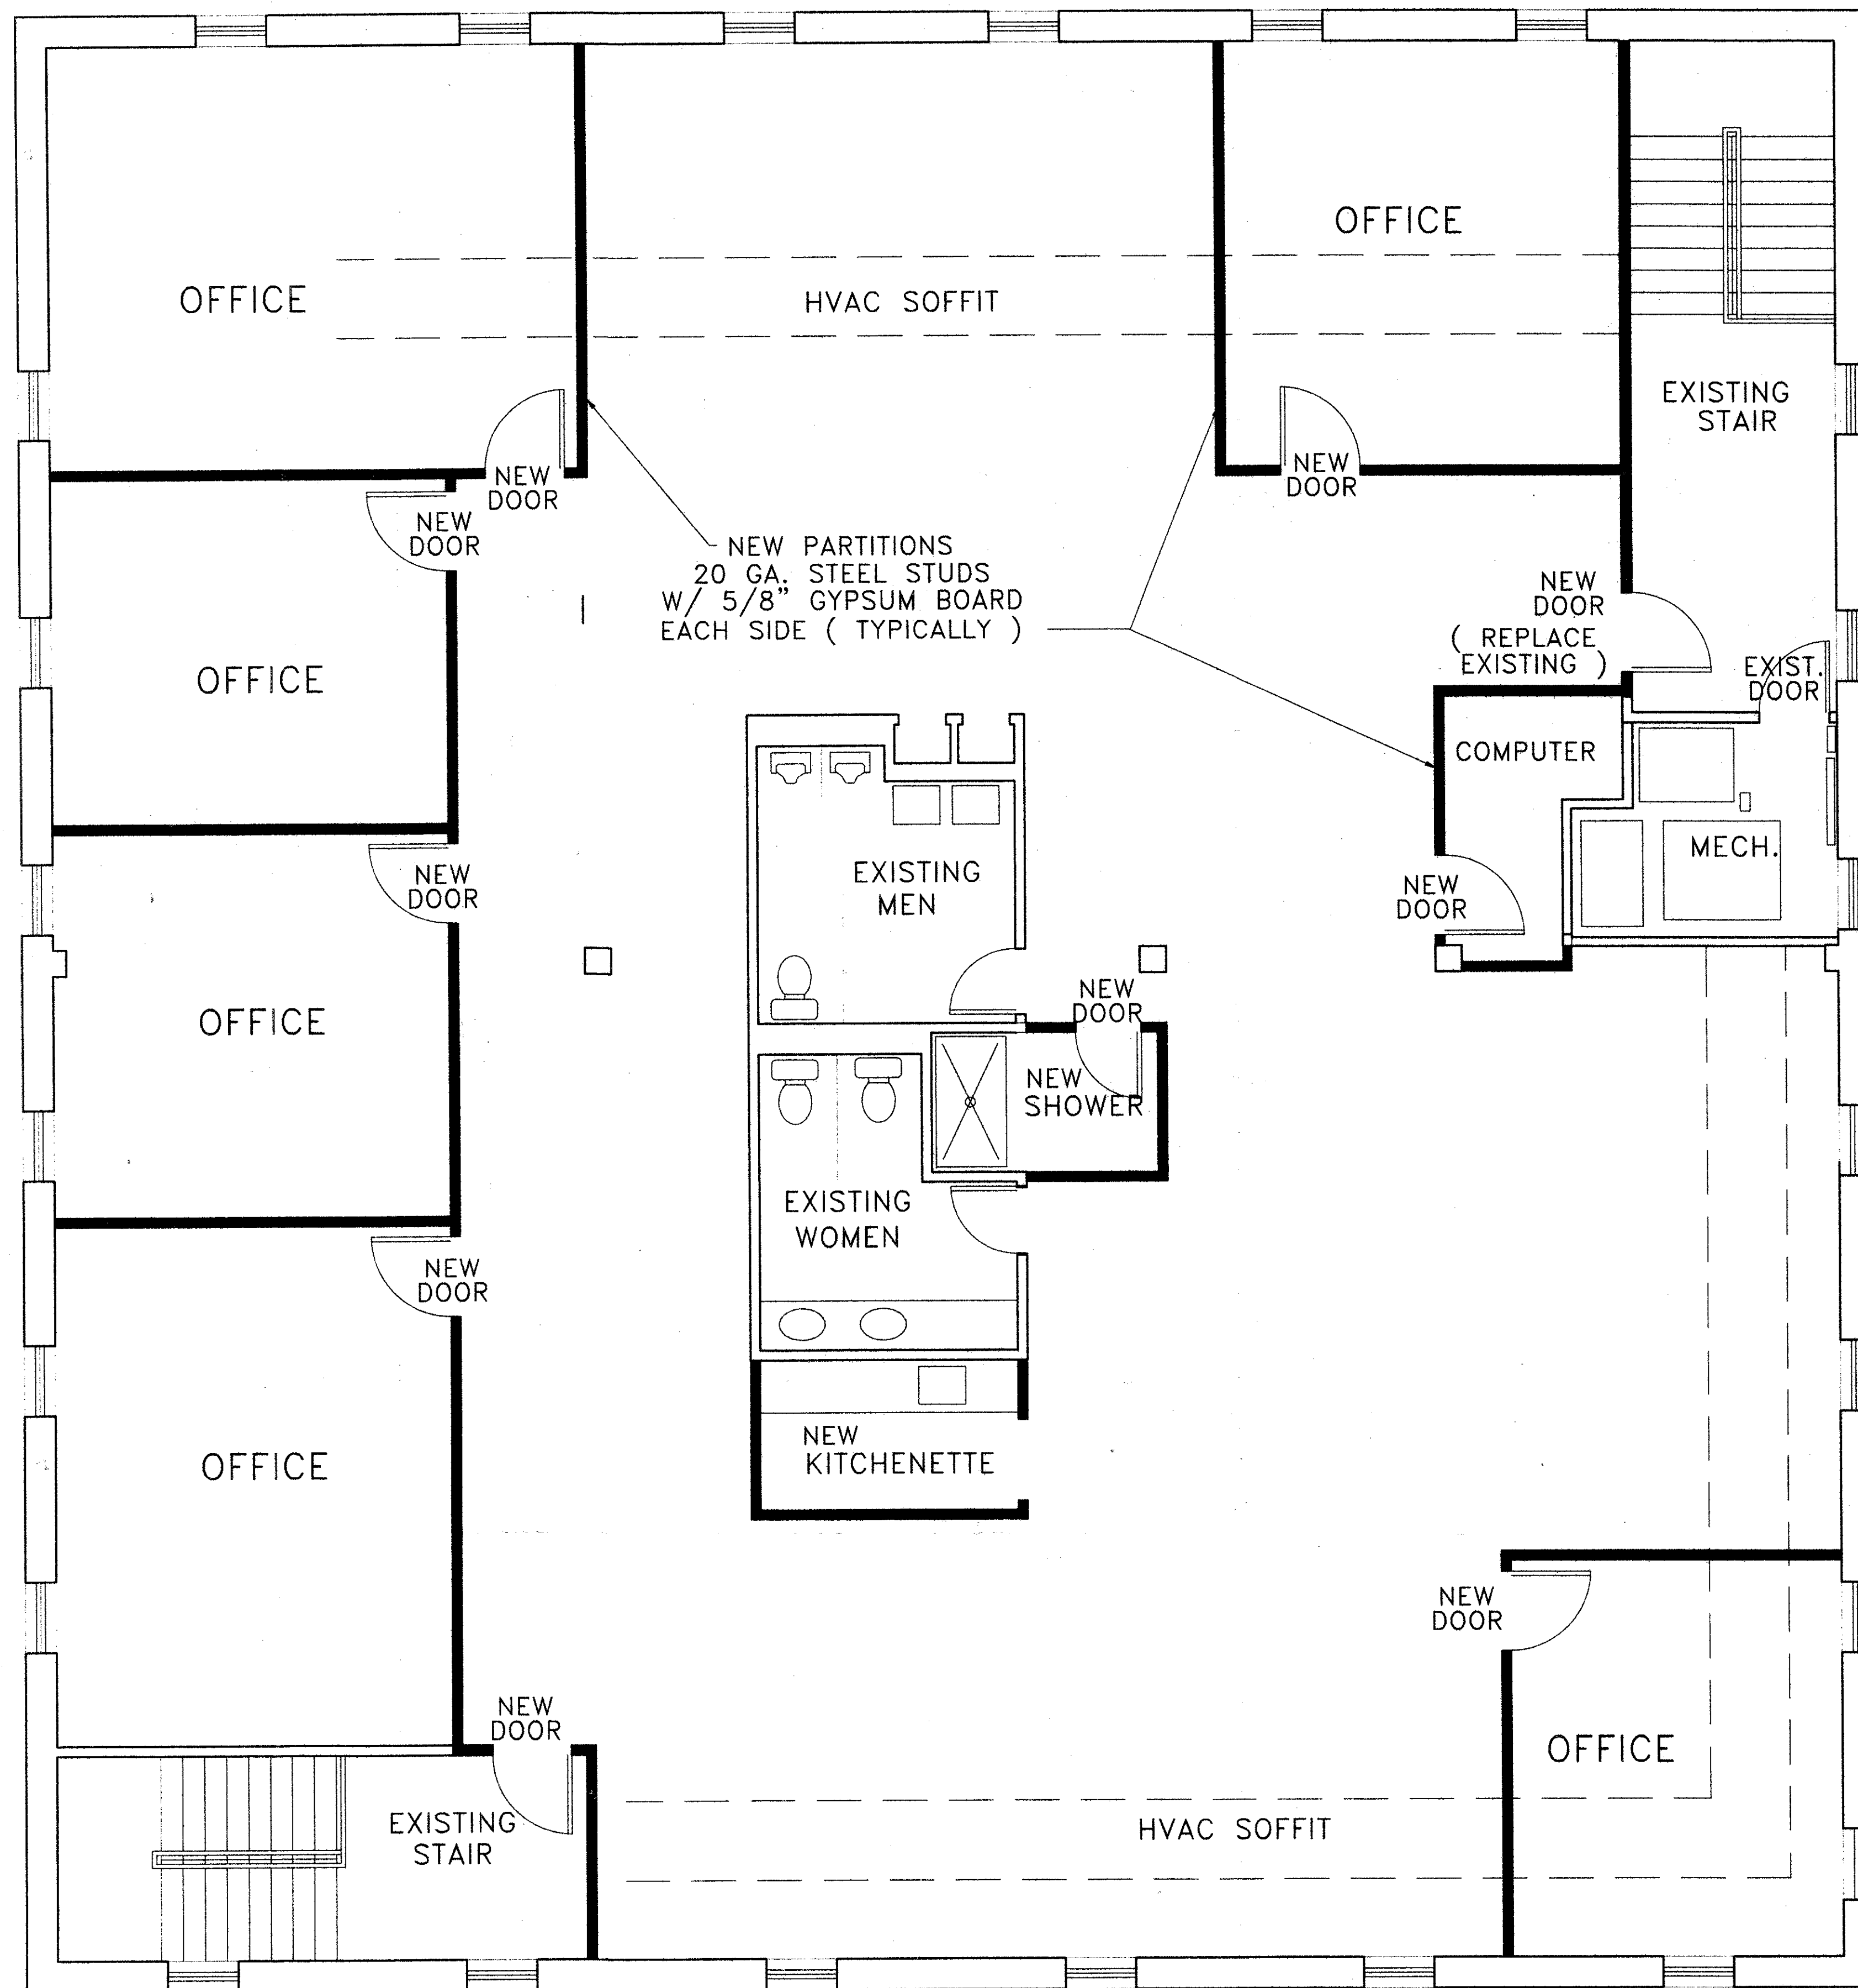 OFFICE
HVAC SOFFIT
OFFICE
EXISTING
STAIR
NEW
DOOR
NEW
DOOR
NEW
DOOR
NEW PARTITIONS
20 GA. STEEL STUDS
W/ 5/8" GYPSUM BOARD
EACH SIDE ( TYPICALLY )
NEW
DOOR
( REPLACE
EXISTING )
EXIST.
DOOR
OFFICE
COMPUTER
MECH.
EXISTING
MEN
NEW
DOOR
NEW
DOOR
OFFICE
NEW
DOOR
NEW
SHOWER
EXISTING
WOMEN
NEW
DOOR
OFFICE
NEW
KITCHENETTE
NEW
DOOR
NEW
DOOR
OFFICE
EXISTING
STAIR
HVAC SOFFIT